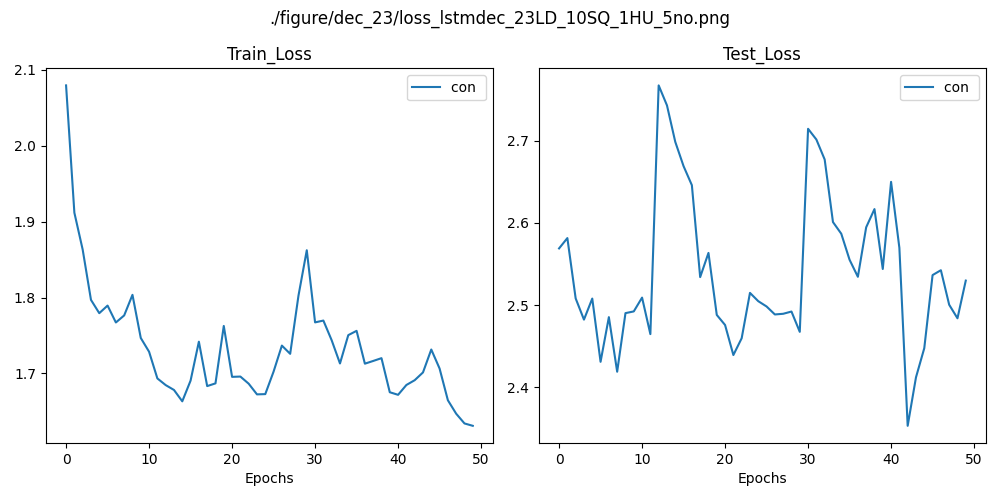 ./figure/dec_23/loss_lstmdec_23LD_10SQ_1HU_5no.png
Train_Loss
con
2.1
2.0
1.9
1.8
1.7
0 10 20 30 40 50
Epochs
Test_Loss
con
2.7
2.6
2.5
2.4
0 10 20 30 40 50
Epochs